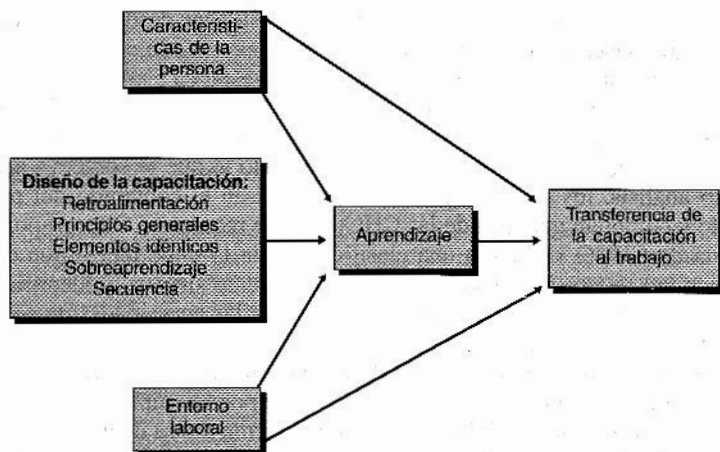 Característi-
cas de la
persona
Diseño de la capacitación:
Retroalimentación
Principios generales
Elementos idénticos
Sobreaprendizaje
Secuencia
Aprendizaje
Transferencia de
la capacitación
al trabajo
Entorno
laboral